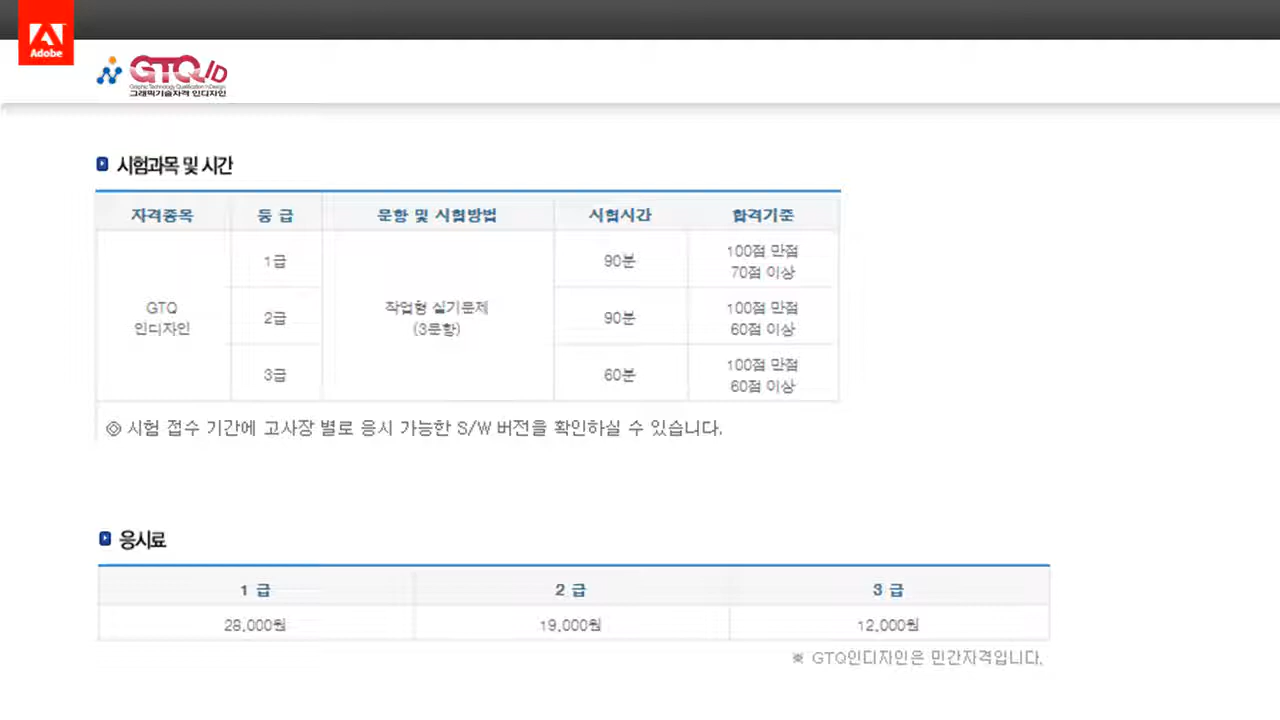 Adobe
GTQ ID
Graphic Technology Qualification InDesign
그래픽기술자격 인디자인
시험과목 및 시간
자격종목 등 급 문항 및 시험방법 시험시간 합격기준
1급 90분 100점 만점
70점 이상
GTQ
인디자인
2급 작업형 실기문제
(3문항)
90분 100점 만점
60점 이상
3급 60분 100점 만점
60점 이상
◎ 시험 접수 기간에 고사장 별로 응시 가능한 S/W 버전을 확인하실 수 있습니다.
응시료
1 급 2 급 3 급
28,000원 19,000원 12,000원
※ GTQ인디자인은 민간자격입니다.